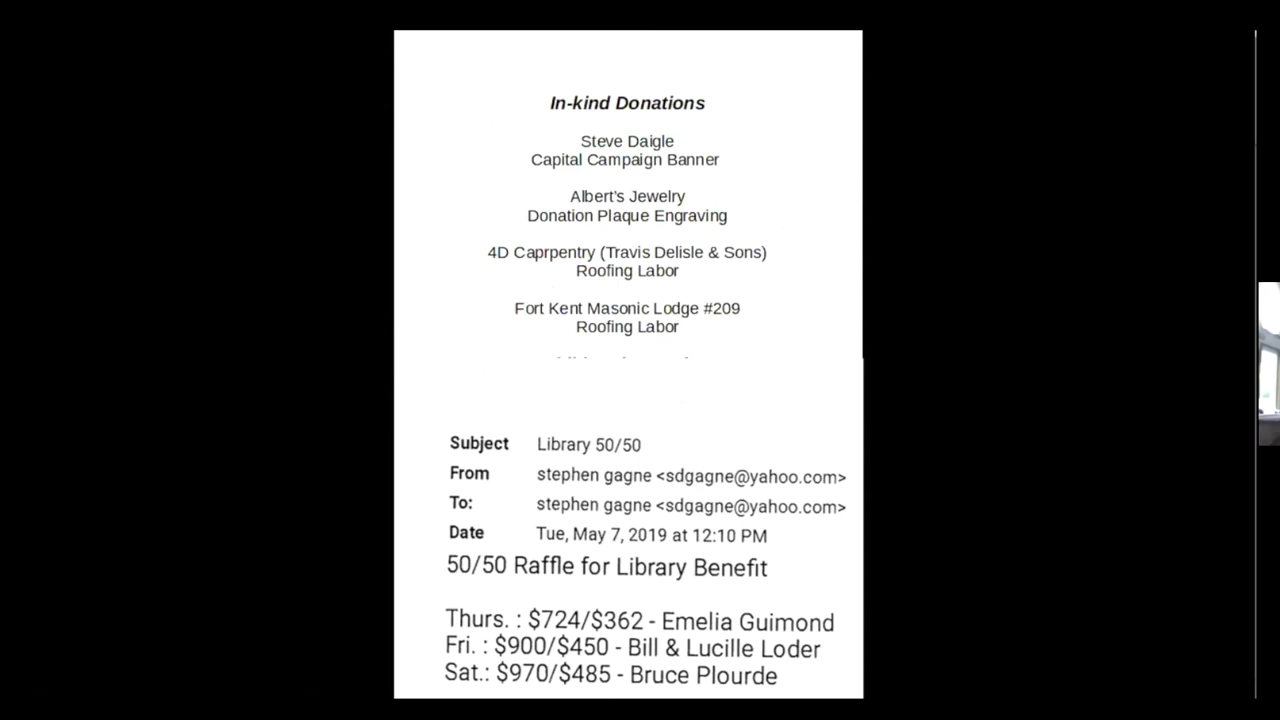 In-kind Donations
Steve Daigle
Capital Campaign Banner
Albert's Jewelry
Donation Plaque Engraving
4D Caprpentry (Travis Delisle & Sons)
Roofing Labor
Fort Kent Masonic Lodge #209
Roofing Labor
Subject Library 50/50
From stephen gagne <sdgagne@yahoo.com>
To: stephen gagne <sdgagne@yahoo.com>
Date Tue, May 7, 2019 at 12:10 PM
50/50 Raffle for Library Benefit
Thurs. : $724/$362 - Emelia Guimond
Fri. : $900/$450 - Bill & Lucille Loder
Sat.: $970/$485 - Bruce Plourde